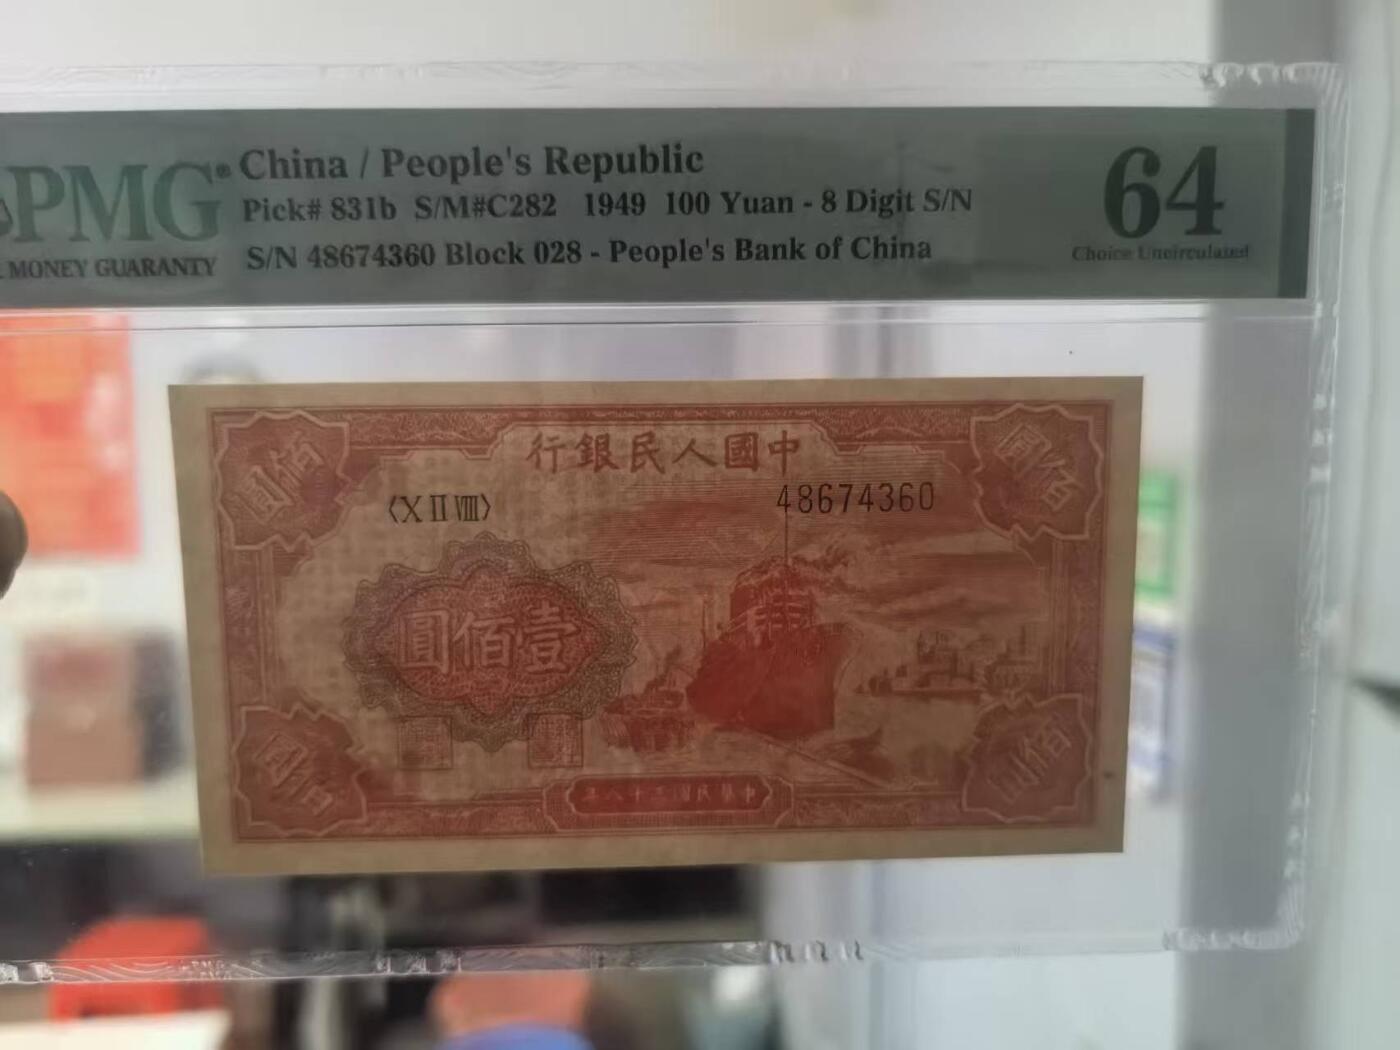 PMG® China / People's Republic 64
Pick# 831b S/M#C282 1949 100 Yuan - 8 Digit S/N
MONEY GUARANTY S/N 48674360 Block 028 - People's Bank of China Choice Uncirculated
行銀民人國中
圓佰
圓佰
〈X II VIII〉 48674360
圓佰壹
圓佰
圓佰
年八十三國民華中